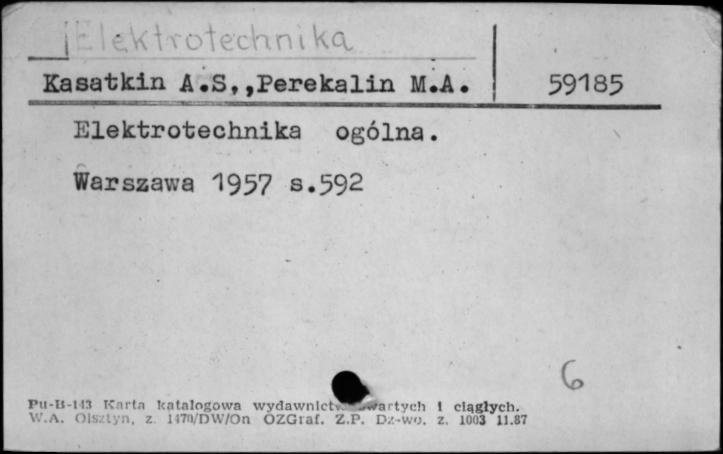 Elektrotechnika
Kasatkin A.S.,Perekalin M.A.
59185
Elektrotechnika ogólna.
Warszawa 1957 s.592
6
Pu-B-143 Karta katalogowa wydawnictw zwartych i ciągłych.
W.A. Olsztyn, z. 1470/DW/On OZGraf. Z.P. Dz-wo, z. 1003 11.87